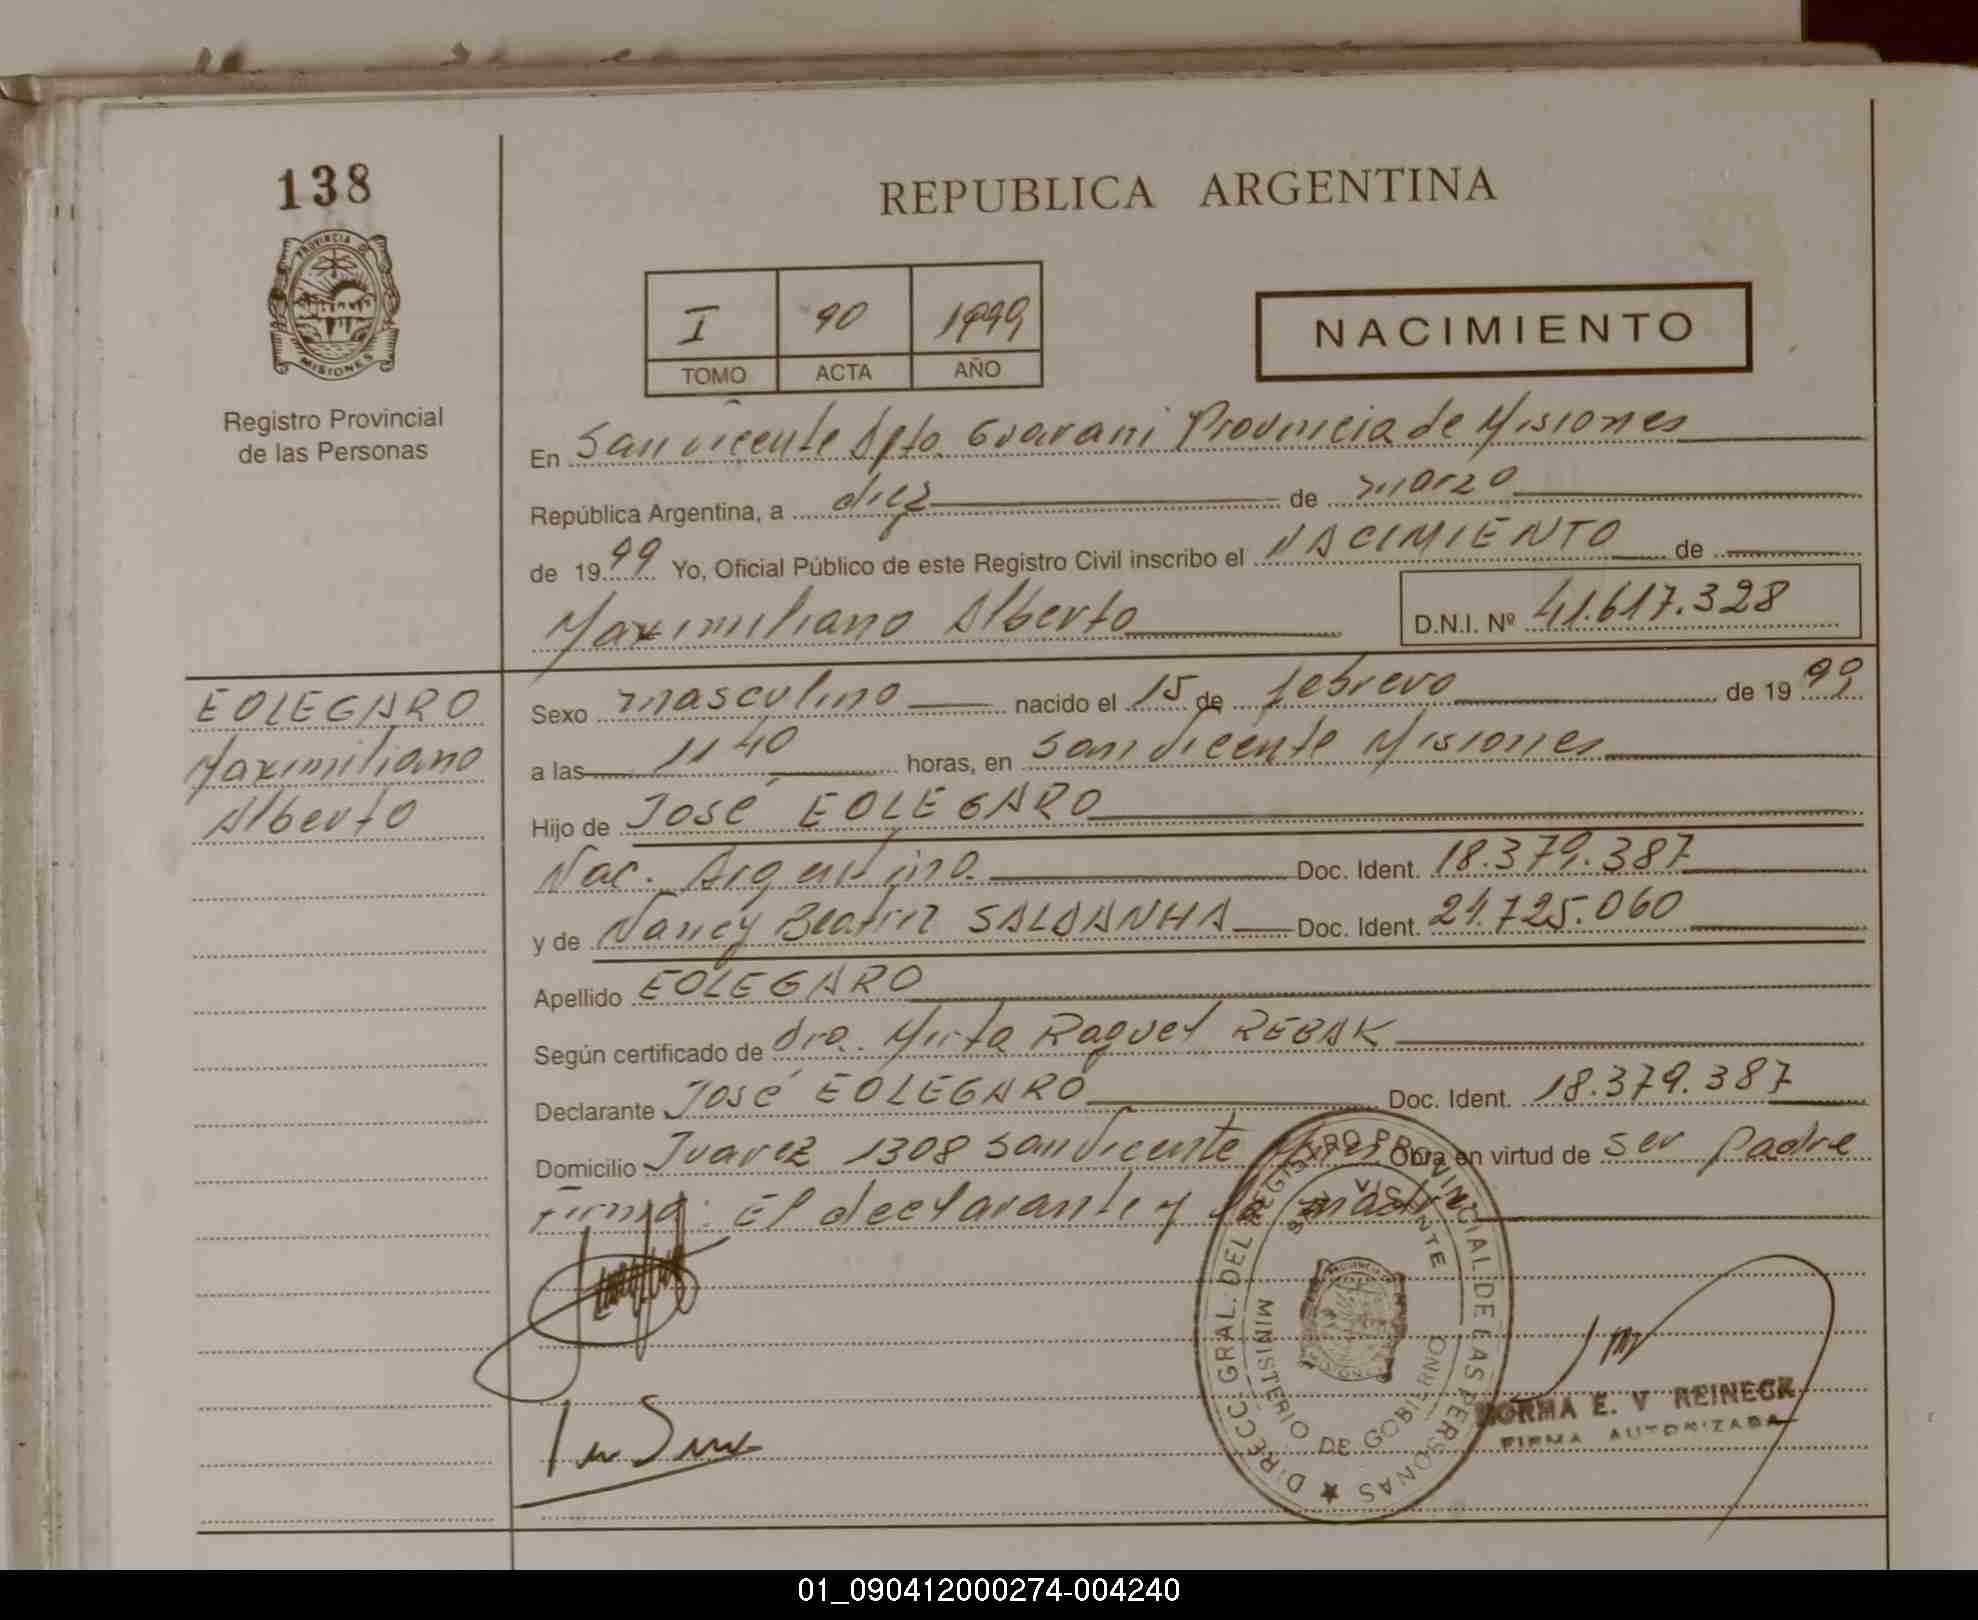 138
PROVINCIA DE
MISIONES
Registro Provincial
de las Personas
REPUBLICA ARGENTINA
I 90 1999
TOMO ACTA AÑO
NACIMIENTO
En San Vicente Dpto. Guarani Provincia de Misiones
República Argentina, a diez de marzo
de 1999 Yo, Oficial Público de este Registro Civil inscribo el NACIMIENTO de
Maximiliano Alberto D.N.I. Nº 41.617.328
EOLEGARO
Maximiliano
Alberto
Sexo masculino nacido el 15 de febrero de 1999
a las 11 40 horas, en San Vicente Misiones
Hijo de José EOLEGARO
Nac. Argentino. Doc. Ident. 18.379.387
y de Nancy Beatriz SALDANHA Doc. Ident. 24.725.060
Apellido EOLEGARO
Según certificado de Dra. Mirta Raquel REBAK
Declarante José EOLEGARO Doc. Ident. 18.379.387
Domicilio Juarez 1308 San Vicente Obra en virtud de ser padre
Firma: El declarante y la madre
DIRECC. GRAL. DEL REGISTRO PROVINCIAL DE LAS PERSONAS
SAN VICENTE
MINISTERIO DE GOBIERNO
NORMA E. V REINECK
FIRMA AUTORIZADA
01_090412000274-004240